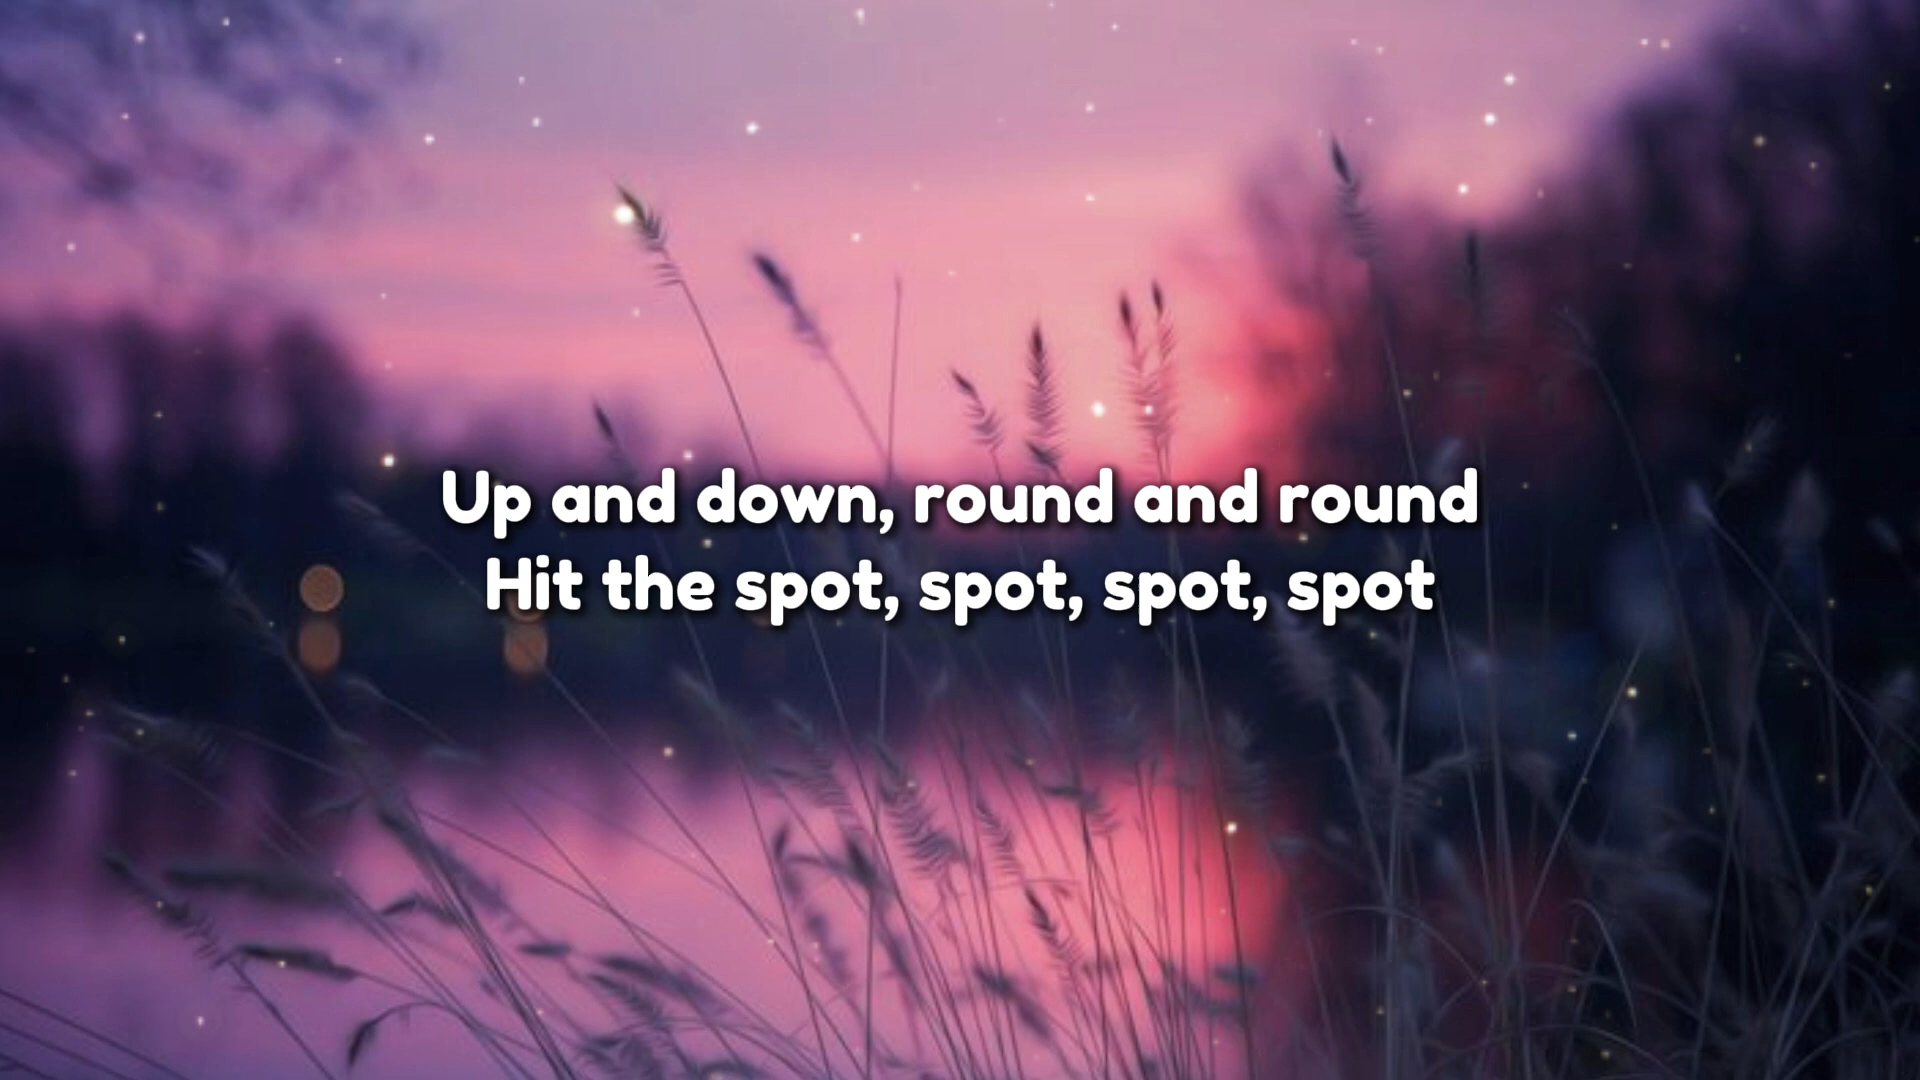 Up and down, round and round
Hit the spot, spot, spot, spot